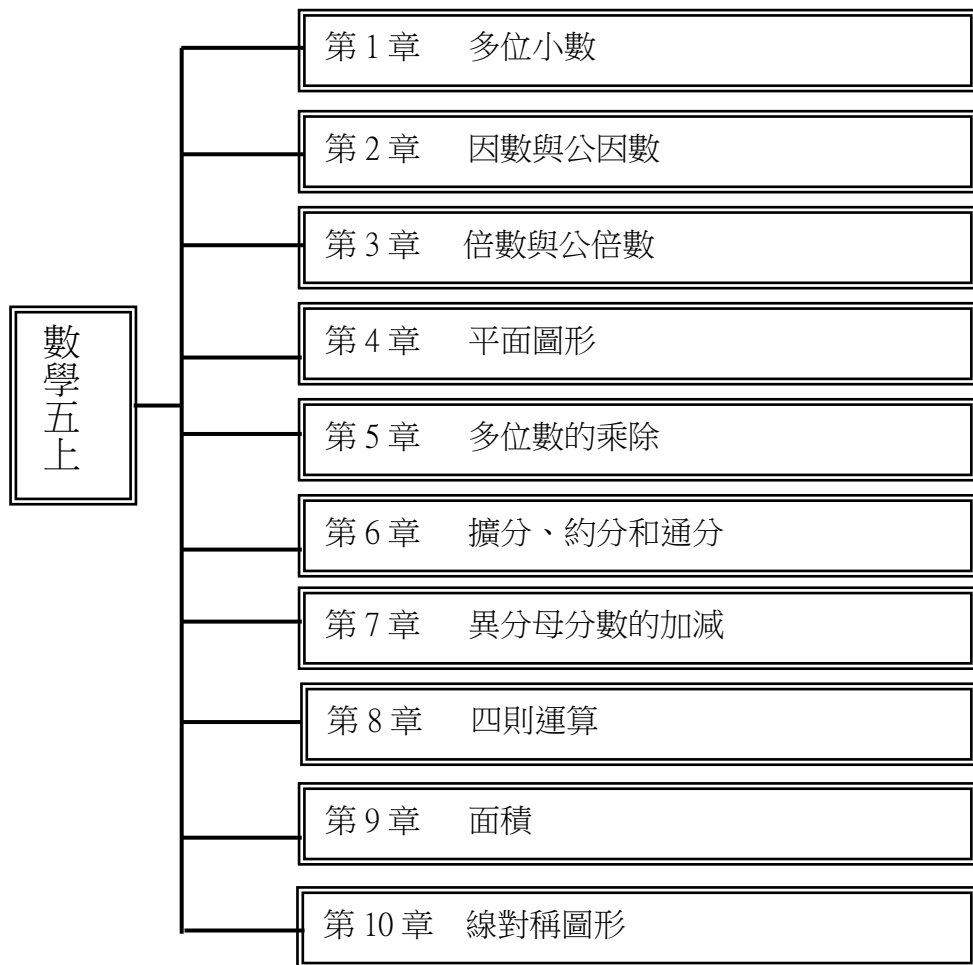 第 1 章 多位小數
第 2 章 因數與公因數
第 3 章 倍數與公倍數
第 4 章 平面圖形
數學五上
第 5 章 多位數的乘除
第 6 章 擴分、約分和通分
第 7 章 異分母分數的加減
第 8 章 四則運算
第 9 章 面積
第 10 章 線對稱圖形